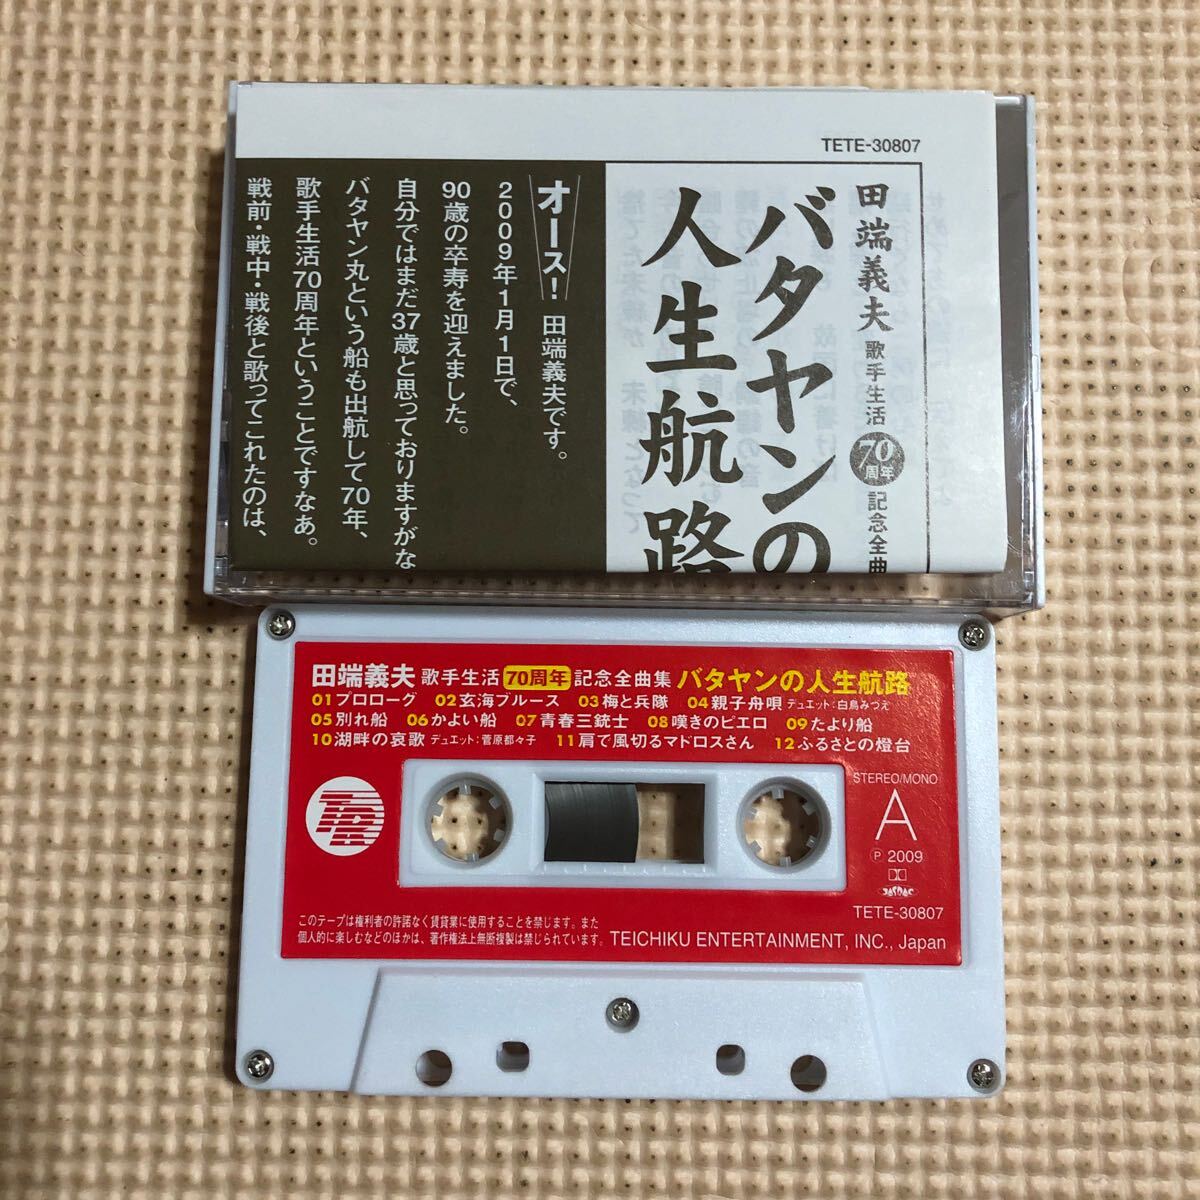 TETE-30807
田端義夫 歌手生活 70周年 記念全曲
バタヤンの
人生航路
オース！田端義夫です。
2009年1月1日で、
90歳の卒寿を迎えました。
自分ではまだ37歳と思っておりますがな
バタヤン丸という船も出航して70年、
歌手生活70周年ということですなあ。
戦前・戦中・戦後と歌ってこれたのは、
田端義夫 歌手生活 70周年 記念全曲集 バタヤンの人生航路
01プロローグ 02玄海ブルース 03梅と兵隊 04親子舟唄 デュエット：白鳥みづえ
05別れ船 06かよい船 07青春三銃士 08嘆きのピエロ 09たより船
10湖畔の哀歌 デュエット：菅原都々子 11肩で風切るマドロスさん 12ふるさとの燈台
STEREO/MONO
A
Ⓟ 2009
JASRAC
TETE-30807
このテープは権利者の許諾なく賃貸業に使用することを禁じます。また
個人的に楽しむなどのほかは、著作権法上無断複製は禁じられています。
TEICHIKU ENTERTAINMENT, INC., Japan